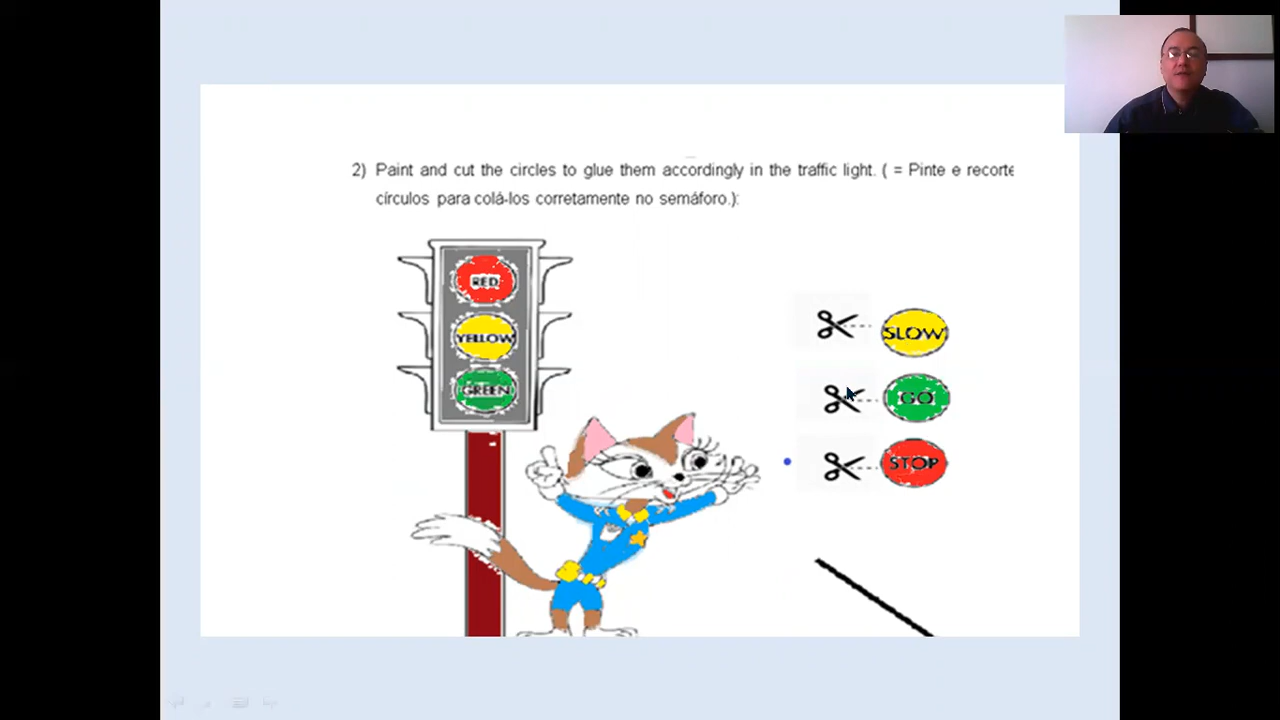 2) Paint and cut the circles to glue them accordingly in the traffic light. ( = Pinte e recorte
círculos para colá-los corretamente no semáforo.):
RED
YELLOW
GREEN
SLOW
GO
STOP